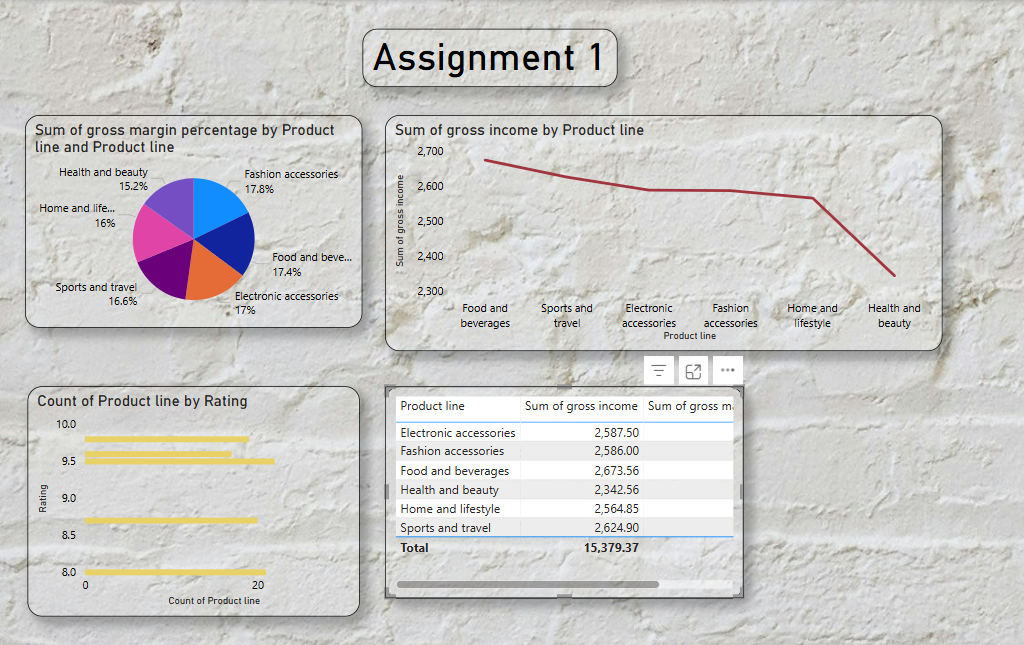 Assignment 1
Sum of gross margin percentage by Product
line and Product line
Health and beauty
15.2%
Fashion accessories
17.8%
Home and life...
16%
Food and beve...
17.4%
Sports and travel
16.6%
Electronic accessories
17%
Sum of gross income by Product line
2,700
2,600
2,500
2,400
2,300
Sum of gross income
Food and
beverages
Sports and
travel
Electronic
accessories
Fashion
accessories
Home and
lifestyle
Health and
beauty
Product line
Count of Product line by Rating
10.0
9.5
9.0
8.5
8.0
Rating
0 20
Count of Product line
Product line Sum of gross income Sum of gross ma
Electronic accessories 2,587.50
Fashion accessories 2,586.00
Food and beverages 2,673.56
Health and beauty 2,342.56
Home and lifestyle 2,564.85
Sports and travel 2,624.90
Total 15,379.37